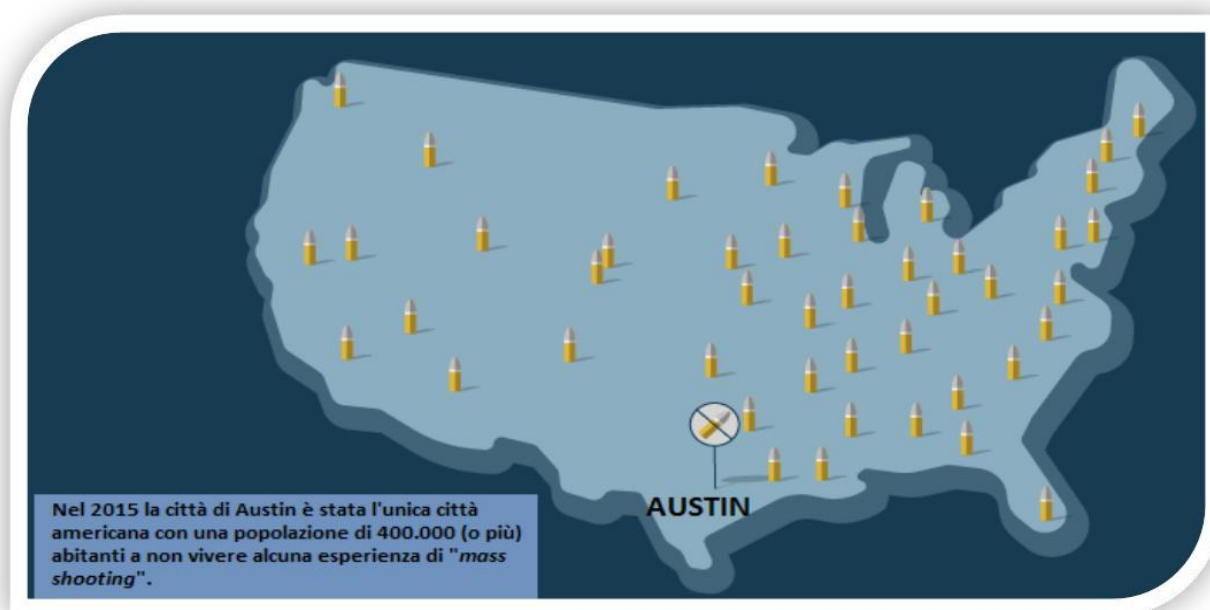 AUSTIN
Nel 2015 la città di Austin è stata l'unica città
americana con una popolazione di 400.000 (o più)
abitanti a non vivere alcuna esperienza di "mass
shooting".